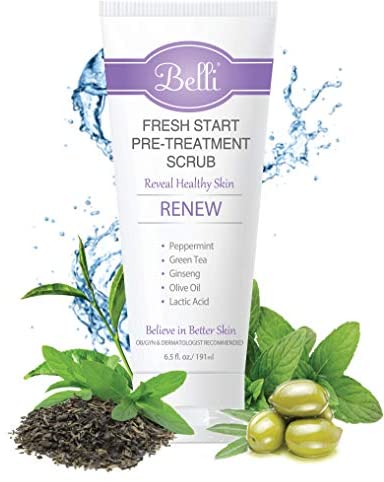 Belli®
FRESH START
PRE-TREATMENT
SCRUB
Reveal Healthy Skin
RENEW
• Peppermint
• Green Tea
• Ginseng
• Olive Oil
• Lactic Acid
Believe in Better Skin
OB/GYN & DERMATOLOGIST RECOMMENDED
6.5 fl. oz./ 191ml